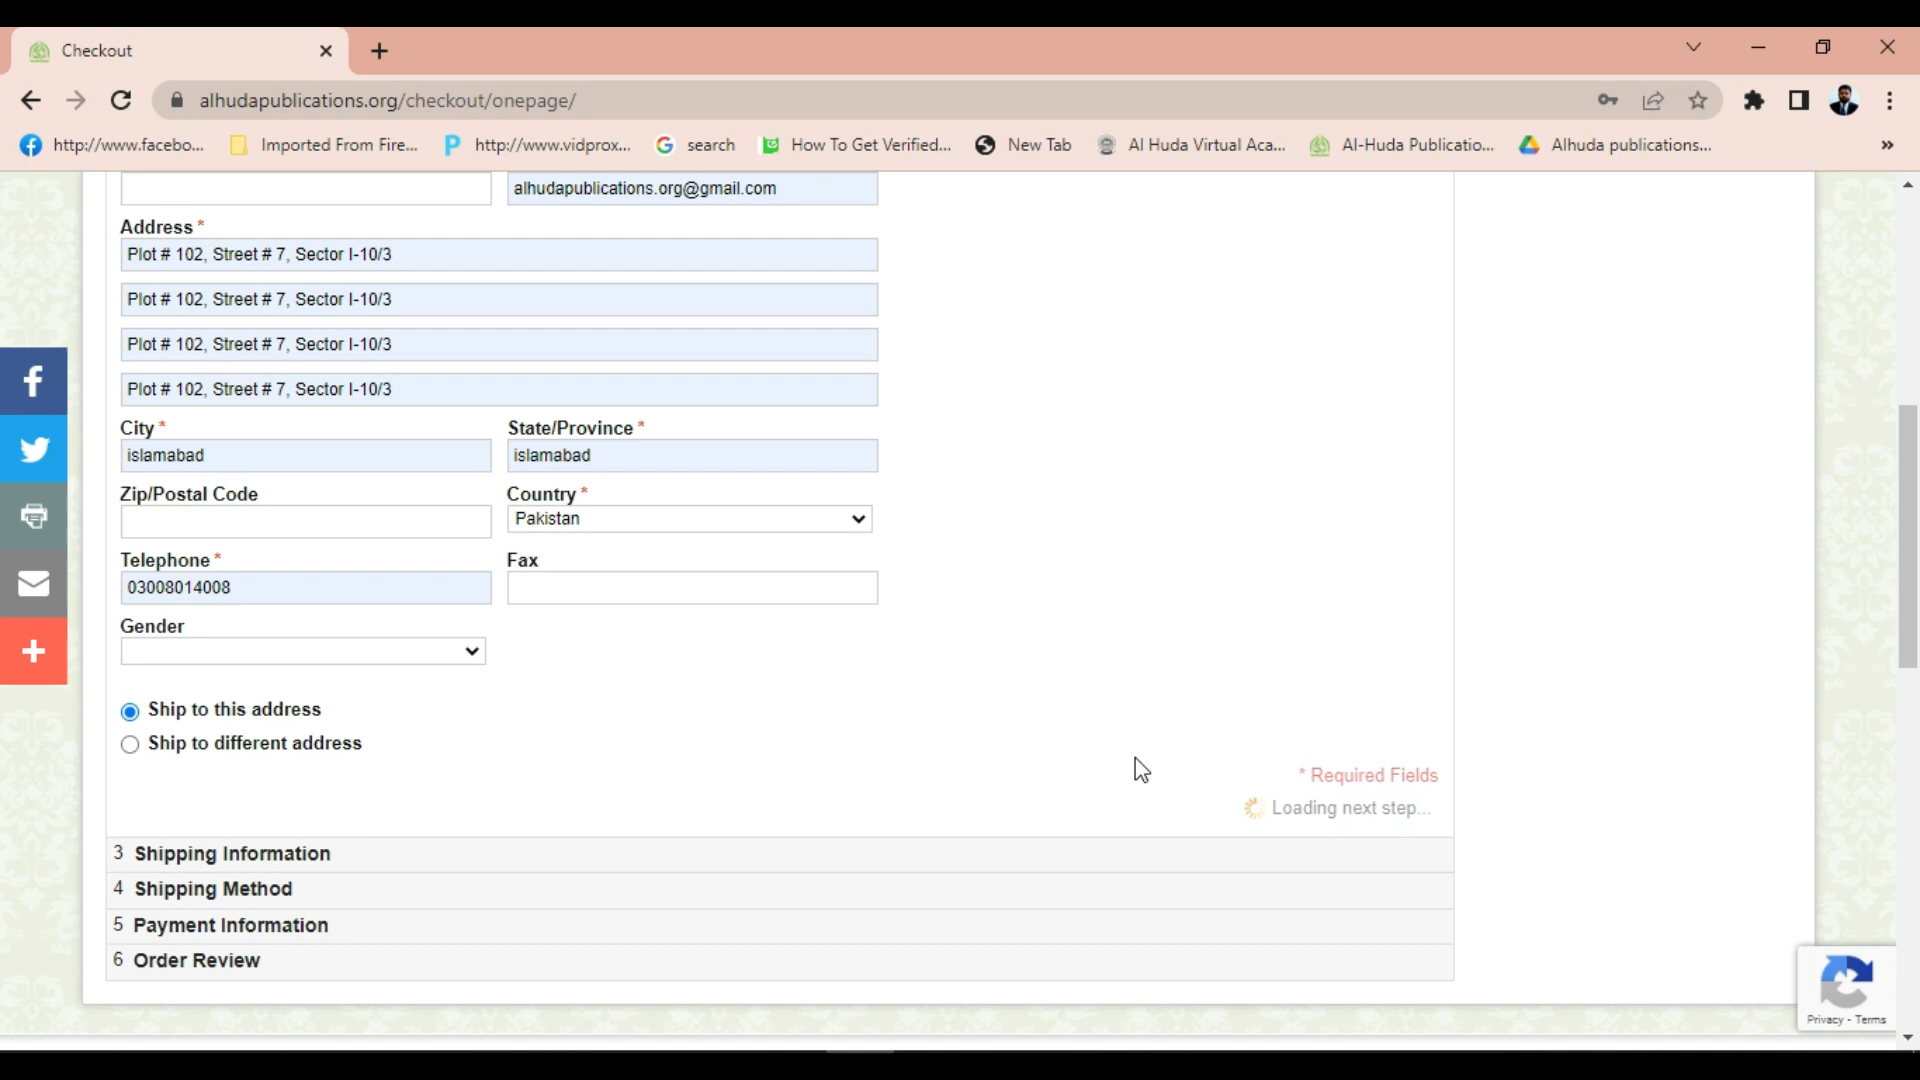 Checkout
alhudapublications.org/checkout/onepage/
http://www.facebo... Imported From Fire... http://www.vidprox... search How To Get Verified... New Tab Al Huda Virtual Aca... Al-Huda Publicatio... Alhuda publications... »
alhudapublications.org@gmail.com
Address *
Plot # 102, Street # 7, Sector I-10/3
Plot # 102, Street # 7, Sector I-10/3
Plot # 102, Street # 7, Sector I-10/3
Plot # 102, Street # 7, Sector I-10/3
City * State/Province *
islamabad islamabad
Zip/Postal Code Country *
Pakistan
Telephone * Fax
03008014008
Gender
Ship to this address
Ship to different address
* Required Fields
Loading next step...
3 Shipping Information
4 Shipping Method
5 Payment Information
6 Order Review
Privacy - Terms